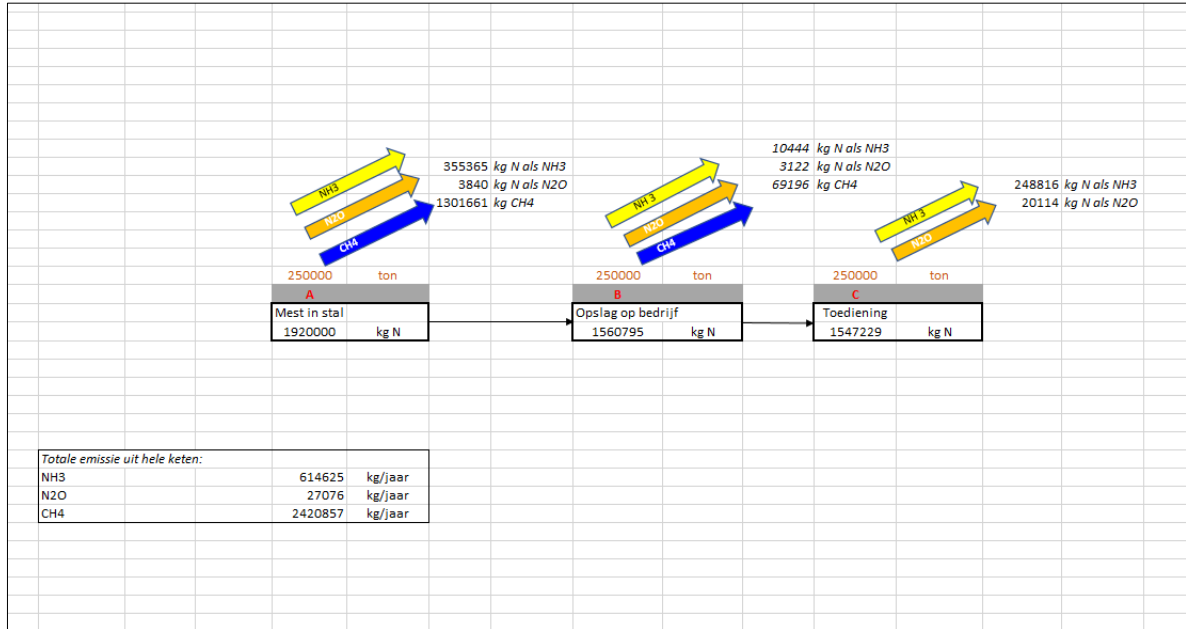 10444 kg N als NH3
355365 kg N als NH3
3122 kg N als N2O
3840 kg N als N2O
69196 kg CH4
248816 kg N als NH3
1301661 kg CH4
20114 kg N als N2O
NH3
N2O
CH4
NH 3
N2O
CH4
NH 3
N2O
250000 ton
250000 ton
250000 ton
A
B
C
Mest in stal
1920000 kg N
Opslag op bedrijf
1560795 kg N
Toediening
1547229 kg N
Totale emissie uit hele keten:
NH3 614625 kg/jaar
N2O 27076 kg/jaar
CH4 2420857 kg/jaar